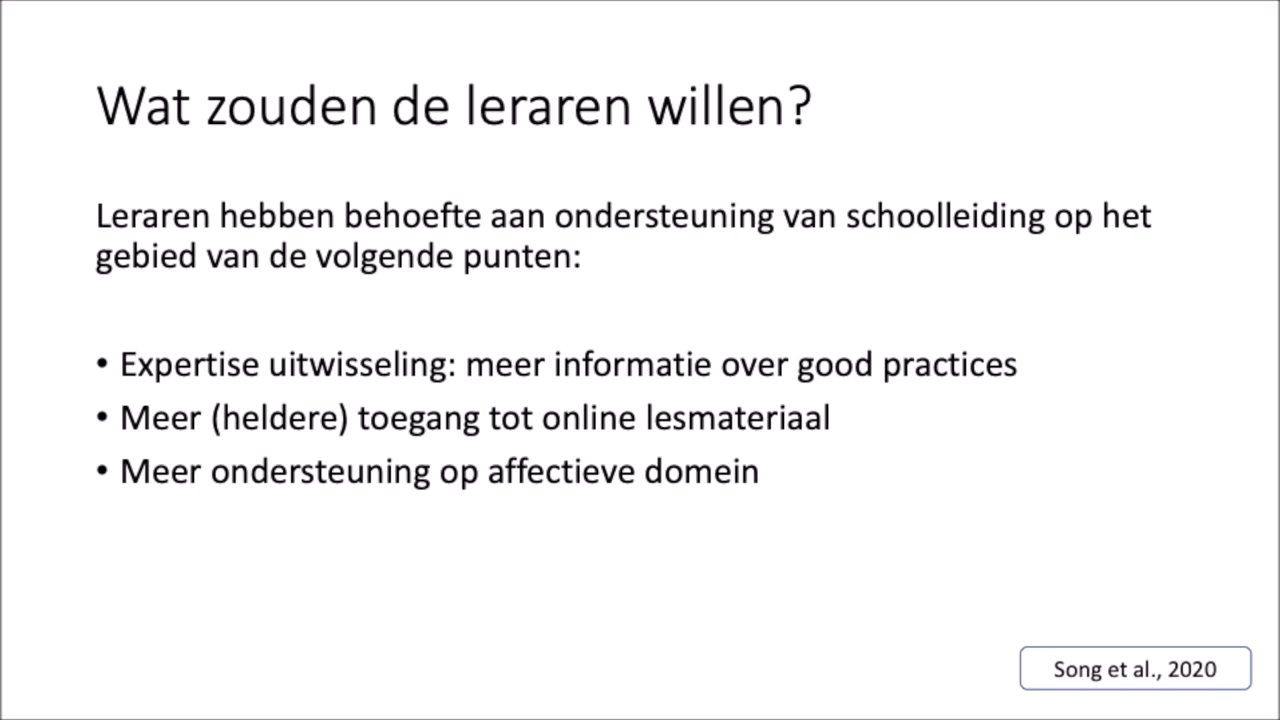 Wat zouden de leraren willen?
Leraren hebben behoefte aan ondersteuning van schoolleiding op het
gebied van de volgende punten:
• Expertise uitwisseling: meer informatie over good practices
• Meer (heldere) toegang tot online lesmateriaal
• Meer ondersteuning op affectieve domein
Song et al., 2020